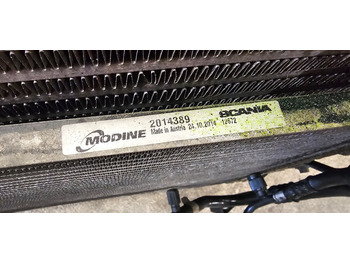 MODINE 2014389 SCANIA
Made in Austria 24.10.2014 12672